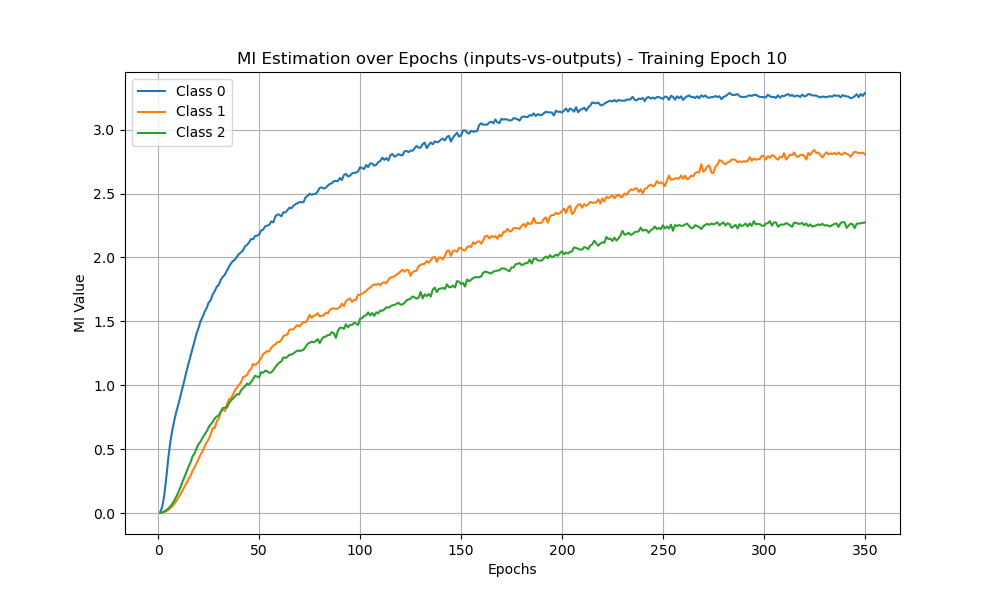 MI Estimation over Epochs (inputs-vs-outputs) - Training Epoch 10
Class 0
Class 1
Class 2
3.0
2.5
2.0
1.5
1.0
0.5
0.0
MI Value
0 50 100 150 200 250 300 350
Epochs